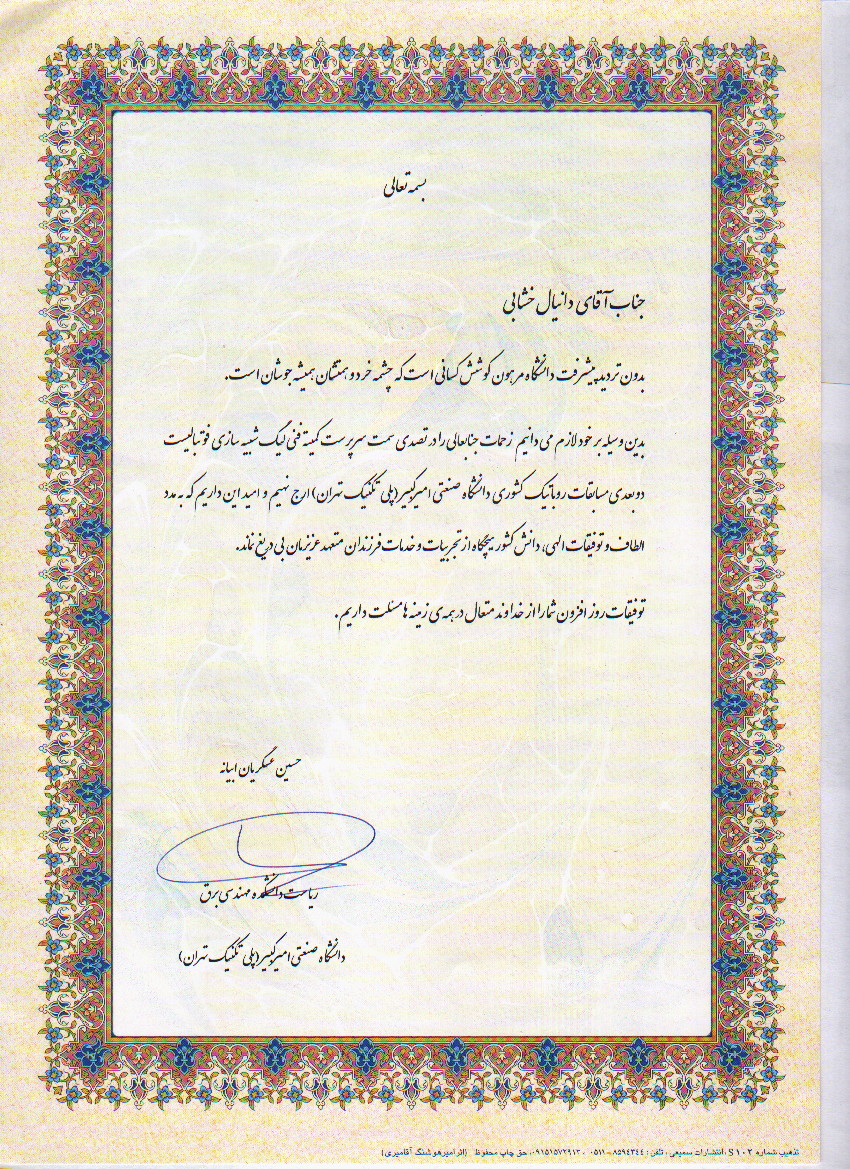 بسمه تعالی
جناب آقای دانیال خشابی
بدون تردید پیشرفت دانشگاه مرهون کوشش کسانی است که چشمه خرد و همتشان همیشه جوشان است.
بدین وسیله بر خود لازم می دانیم زحمات جنابعالی را در تصدی سمت سرپرست کمیته فنی لیگ شبیه سازی فوتبالیست
دو بعدی مسابقات روباتیک کشوری دانشگاه صنعتی امیرکبیر (پلی تکنیک تهران) ارج نهیم و امید این داریم که به مدد
الطاف و توفیقات الهی، دانش کشور هیچگاه از تجربیات و خدمات فرزندان متعهد عزیزمان بی دریغ نماند.
توفیقات روز افزون شما را از خداوند متعال در همه ی زمینه ها مسئلت داریم.
حسین عسکریان ابیانه
ریاست دانشکده مهندسی برق
دانشگاه صنعتی امیرکبیر (پلی تکنیک تهران)
تذهیب شماره S۱۰۲، انتشارات سمیعی، تلفن: ۸۵۹۴۳۴۴-۰۵۱۱، ۰۹۱۵۱۵۷۲۹۱۳، حق چاپ محفوظ (اثر امیرهوشنگ آقامیری)